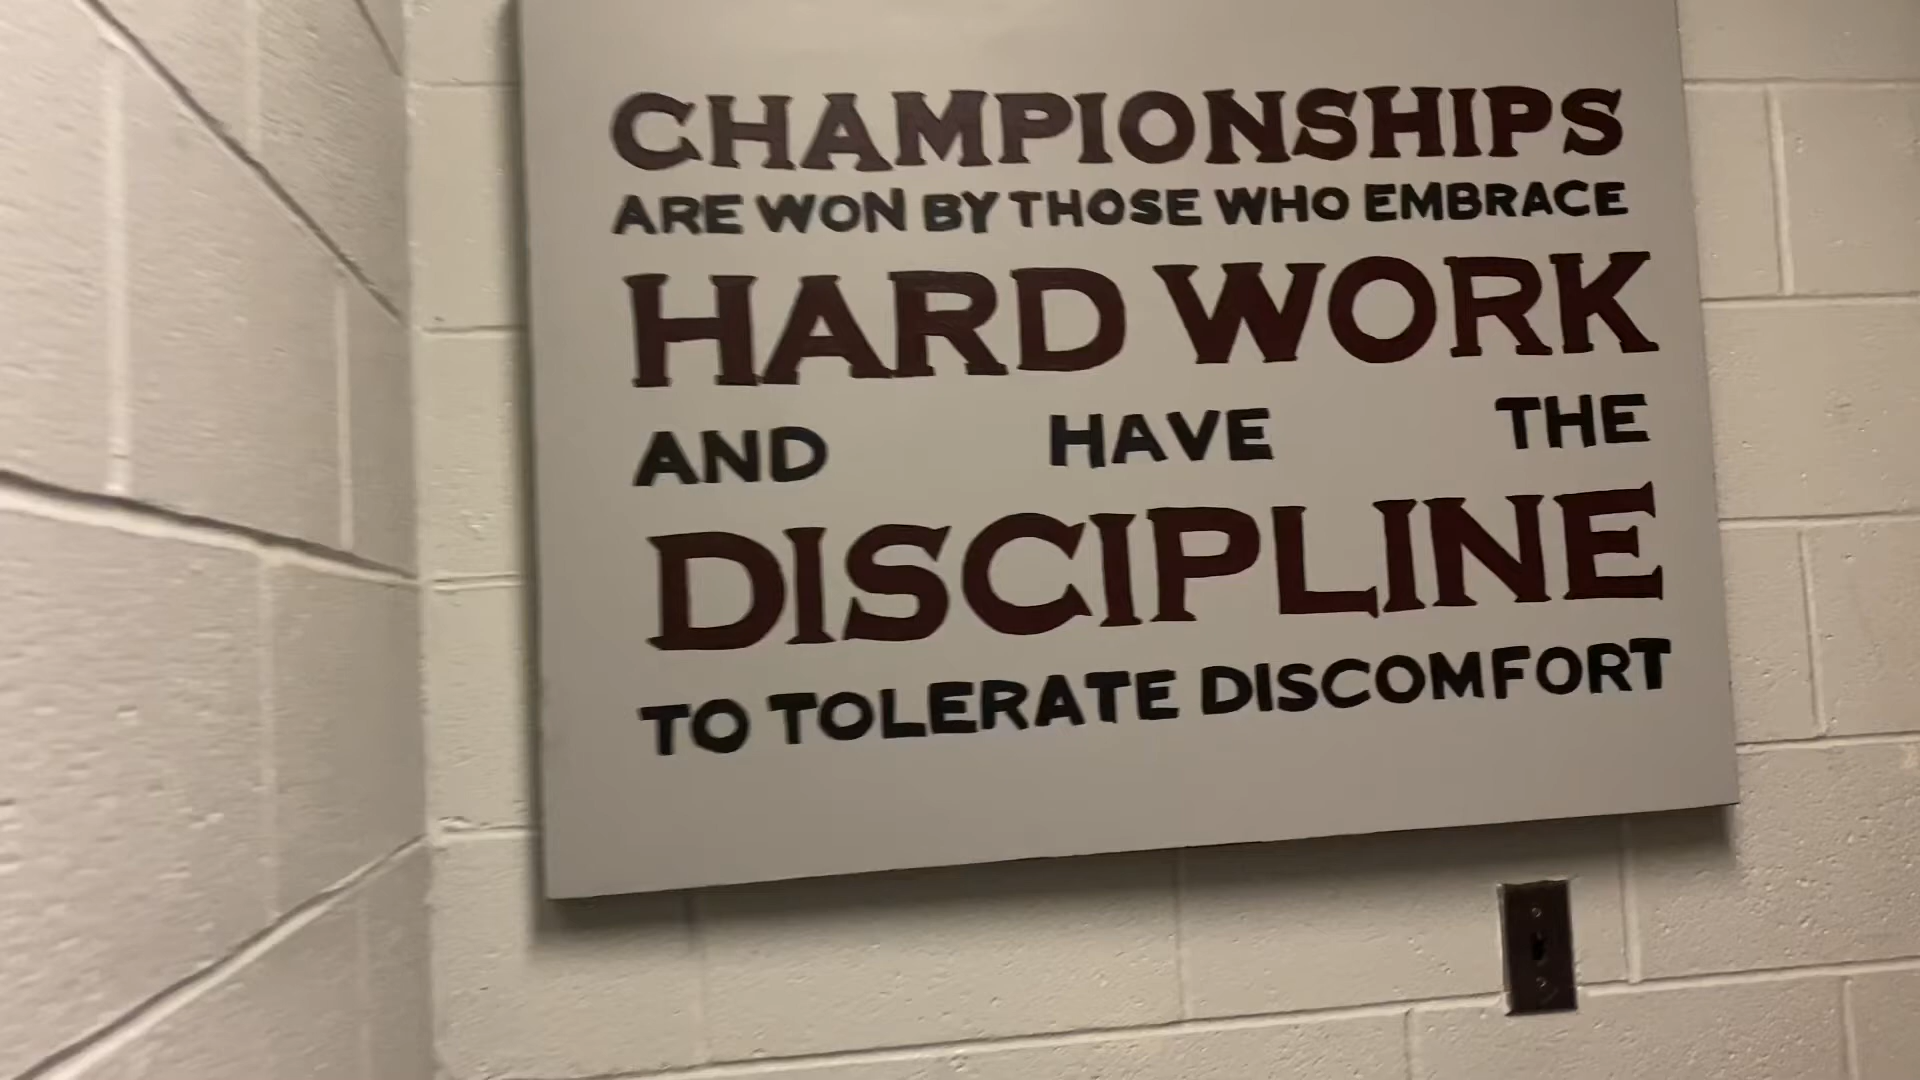 CHAMPIONSHIPS
ARE WON BY THOSE WHO EMBRACE
HARD WORK
AND HAVE THE
DISCIPLINE
TO TOLERATE DISCOMFORT